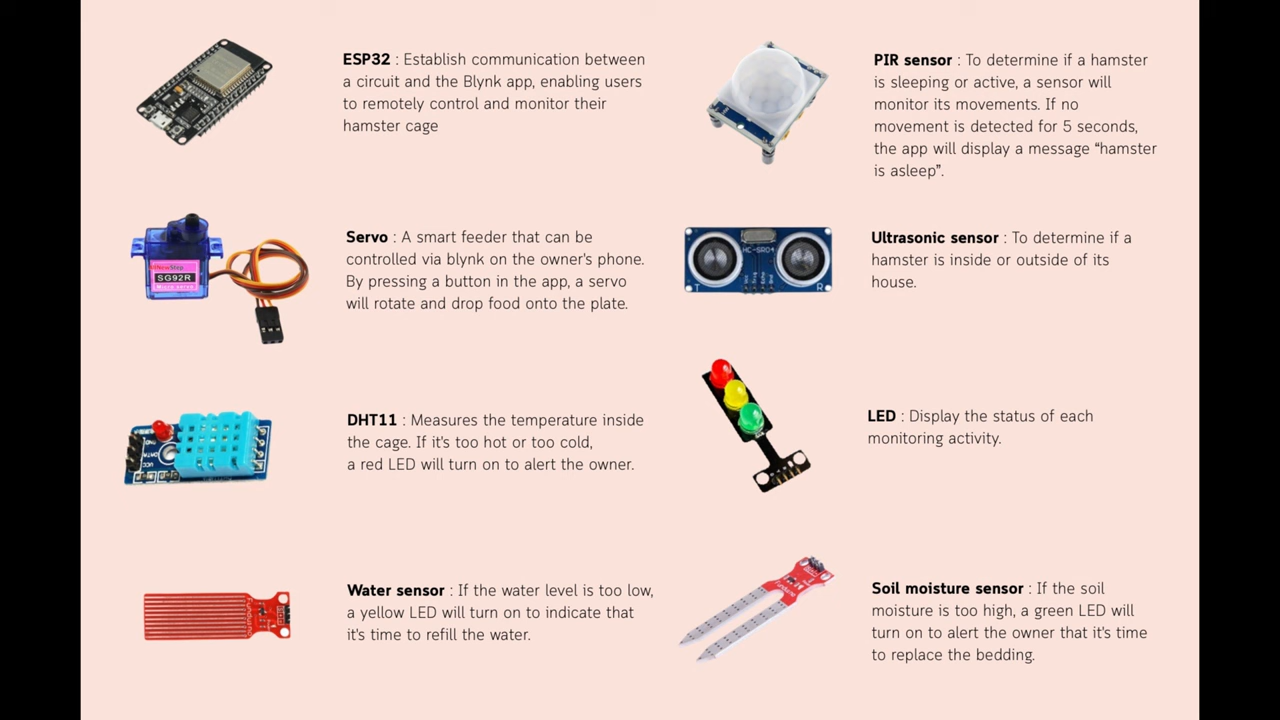 ESP32 : Establish communication between
a circuit and the Blynk app, enabling users
to remotely control and monitor their
hamster cage
PIR sensor : To determine if a hamster
is sleeping or active, a sensor will
monitor its movements. If no
movement is detected for 5 seconds,
the app will display a message “hamster
is asleep”.
SG92R
Micro servo
Servo : A smart feeder that can be
controlled via blynk on the owner's phone.
By pressing a button in the app, a servo
will rotate and drop food onto the plate.
HC-SR04
T
R
Ultrasonic sensor : To determine if a
hamster is inside or outside of its
house.
DHT11 : Measures the temperature inside
the cage. If it's too hot or too cold,
a red LED will turn on to alert the owner.
LED : Display the status of each
monitoring activity.
Water sensor : If the water level is too low,
a yellow LED will turn on to indicate that
it's time to refill the water.
Soil moisture sensor : If the soil
moisture is too high, a green LED will
turn on to alert the owner that it's time
to replace the bedding.